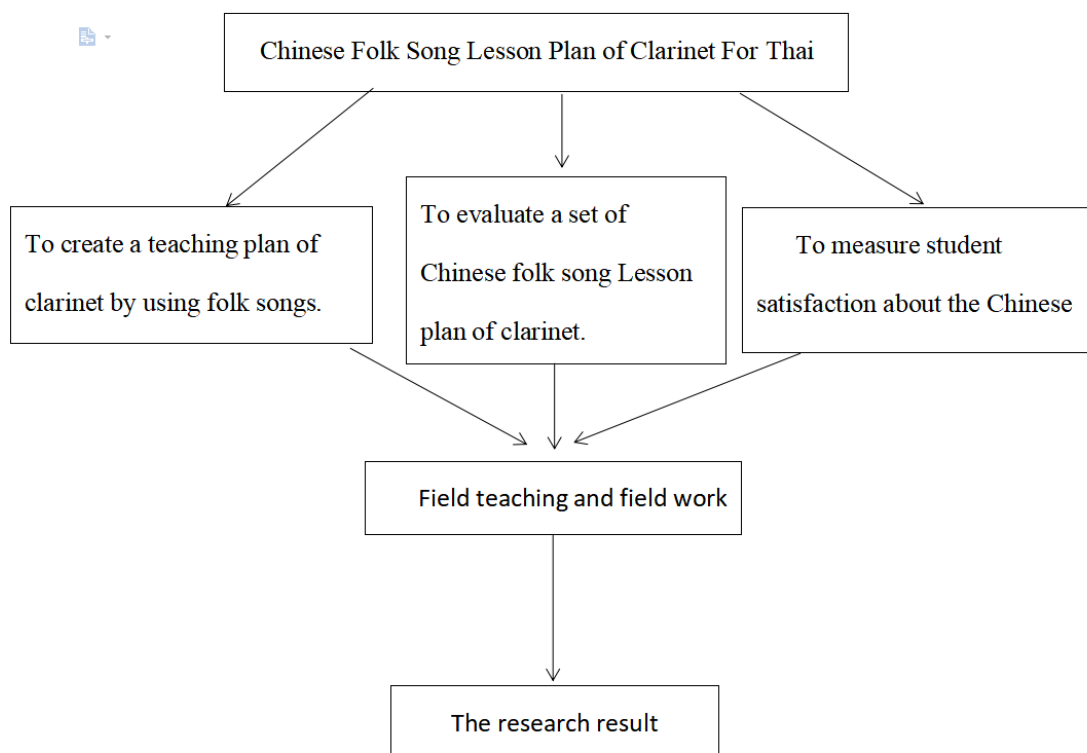 Chinese Folk Song Lesson Plan of Clarinet For Thai
To create a teaching plan of
clarinet by using folk songs.
To evaluate a set of
Chinese folk song Lesson
plan of clarinet.
To measure student
satisfaction about the Chinese
Field teaching and field work
The research result